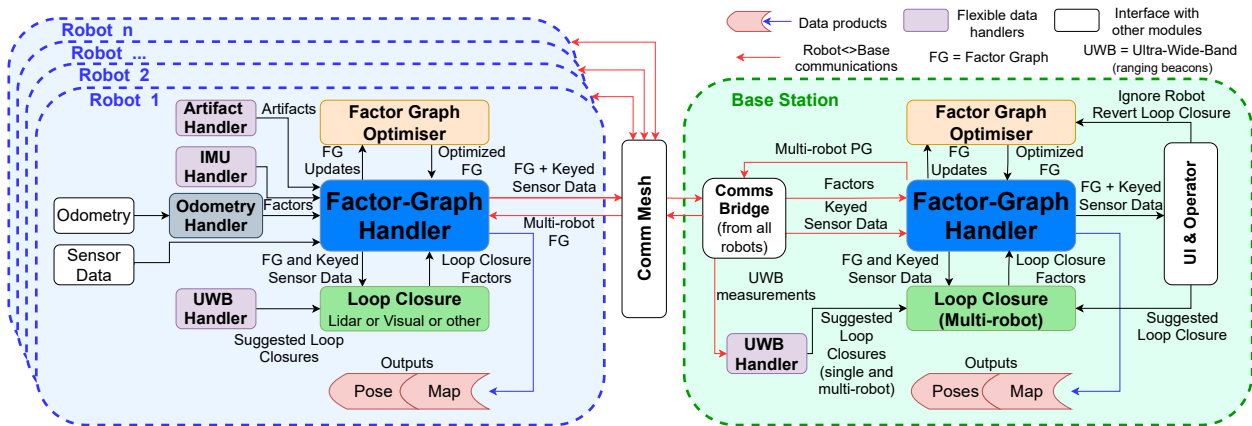 Robot n
Robot ...
Robot 2
Robot 1
Artifact
Handler
Artifacts
IMU
Handler
Odometry
Odometry
Handler
Factors
Sensor
Data
UWB
Handler
Factor Graph
Optimiser
FG
Updates
Optimized
FG
Factor-Graph
Handler
FG + Keyed
Sensor Data
Multi-robot
FG
FG and Keyed
Sensor Data
Loop Closure
Factors
Loop Closure
Lidar or Visual or other
Suggested Loop
Closures
Outputs
Pose
Map
Comm Mesh
Data products
Flexible data
handlers
Interface with
other modules
Robot<>Base
communications
FG = Factor Graph
UWB = Ultra-Wide-Band
(ranging beacons)
Base Station
Multi-robot PG
Comms
Bridge
(from all
robots)
Factors
Keyed
Sensor Data
UWB
measurements
UWB
Handler
Suggested
Loop
Closures
(single and
multi-robot)
Factor Graph
Optimiser
FG
Updates
Optimized
FG
Factor-Graph
Handler
FG and Keyed
Sensor Data
Loop Closure
Factors
Loop Closure
(Multi-robot)
Ignore Robot
Revert Loop Closure
FG + Keyed
Sensor Data
UI & Operator
Suggested
Loop Closure
Outputs
Poses
Map